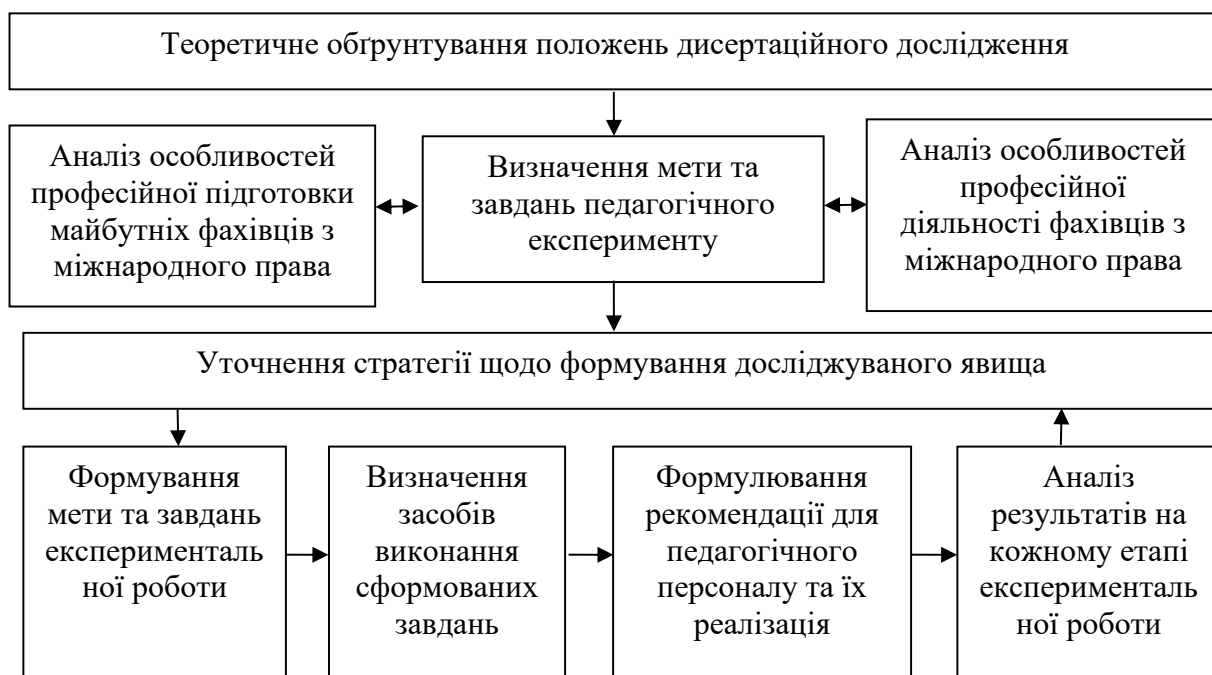 Теоретичне обґрунтування положень дисертаційного дослідження
Аналіз особливостей
професійної підготовки
майбутніх фахівців з
міжнародного права
Визначення мети та
завдань педагогічного
експерименту
Аналіз особливостей
професійної
діяльності фахівців з
міжнародного права
Уточнення стратегії щодо формування досліджуваного явища
Формування
мети та завдань
експерименталь
ної роботи
Визначення
засобів
виконання
сформованих
завдань
Формулювання
рекомендації для
педагогічного
персоналу та їх
реалізація
Аналіз
результатів на
кожному етапі
експерименталь
ної роботи